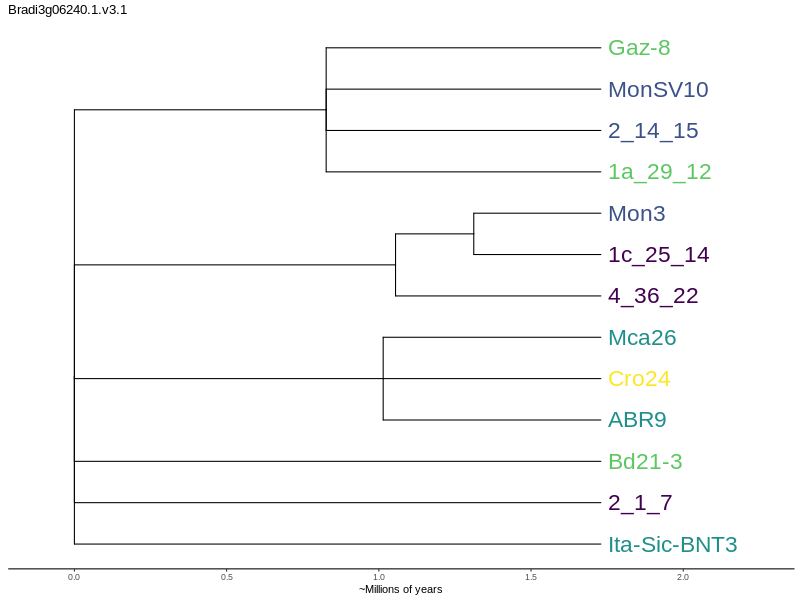 Bradi3g06240.1.v3.1
Gaz-8
MonSV10
2_14_15
1a_29_12
Mon3
1c_25_14
4_36_22
Mca26
Cro24
ABR9
Bd21-3
2_1_7
Ita-Sic-BNT3
0.0 0.5 1.0 1.5 2.0
~Millions of years